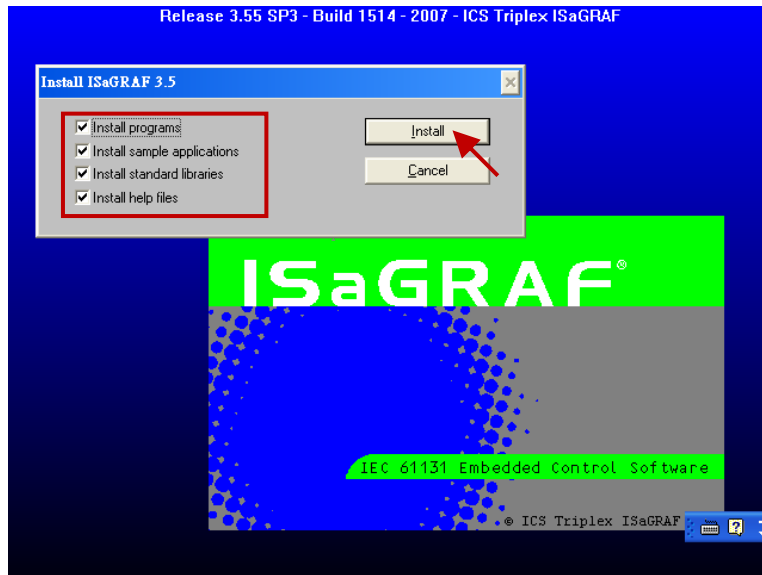 Release 3.55 SP3 - Build 1514 - 2007 - ICS Triplex ISaGRAF
Install ISaGRAF 3.5
Install programs
Install sample applications
Install standard libraries
Install help files
Install
Cancel
ISaGRAF®
IEC 61131 Embedded Control Software
© ICS Triplex ISaGRAF